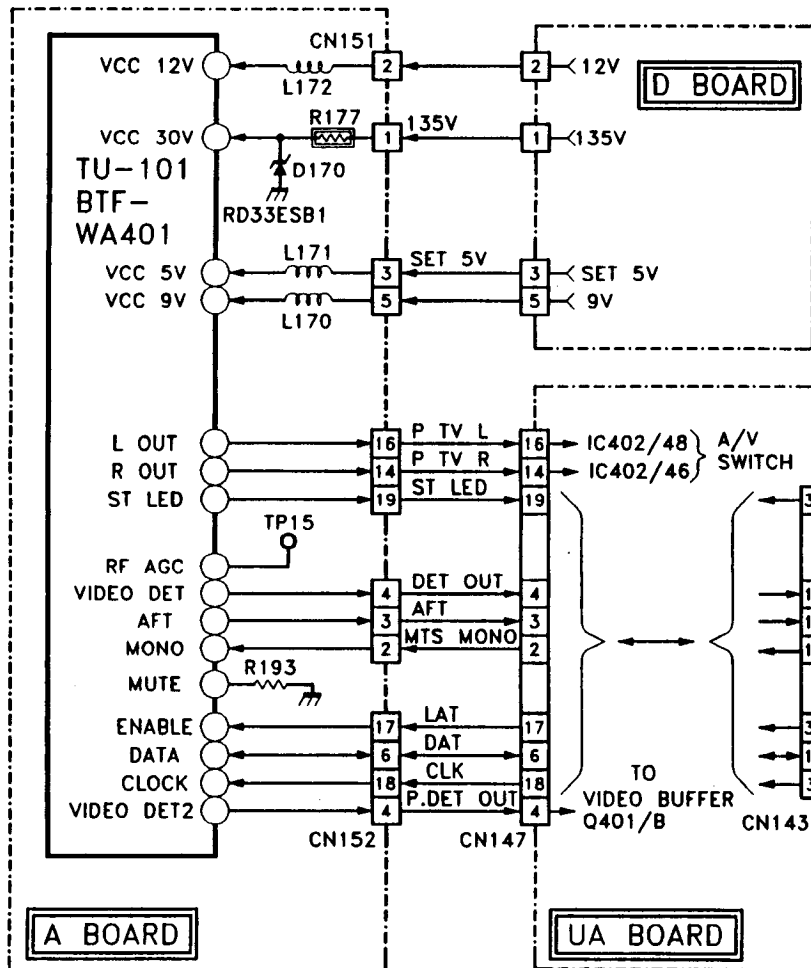 CN151
VCC 12V 2 2 12V
L172
D BOARD
R177 135V
VCC 30V 1 1 135V
TU-101
BTF-
WA401
D170
RD33ESB1
L171 SET 5V
VCC 5V 3 3 SET 5V
VCC 9V 5 5 9V
L170
L OUT 16 P TV L 16 IC402/48
R OUT 14 P TV R 14 IC402/46
A/V
SWITCH
ST LED 19 ST LED 19
TP15
RF AGC
VIDEO DET 4 DET OUT 4
AFT 3 AFT 3
MONO 2 MTS MONO 2
MUTE R193
ENABLE 17 LAT 17
DATA 6 DAT 6
CLOCK 18 CLK 18
VIDEO DET2 4 P.DET OUT 4
TO
VIDEO BUFFER
Q401/B
CN152 CN147 CN143
A BOARD
UA BOARD